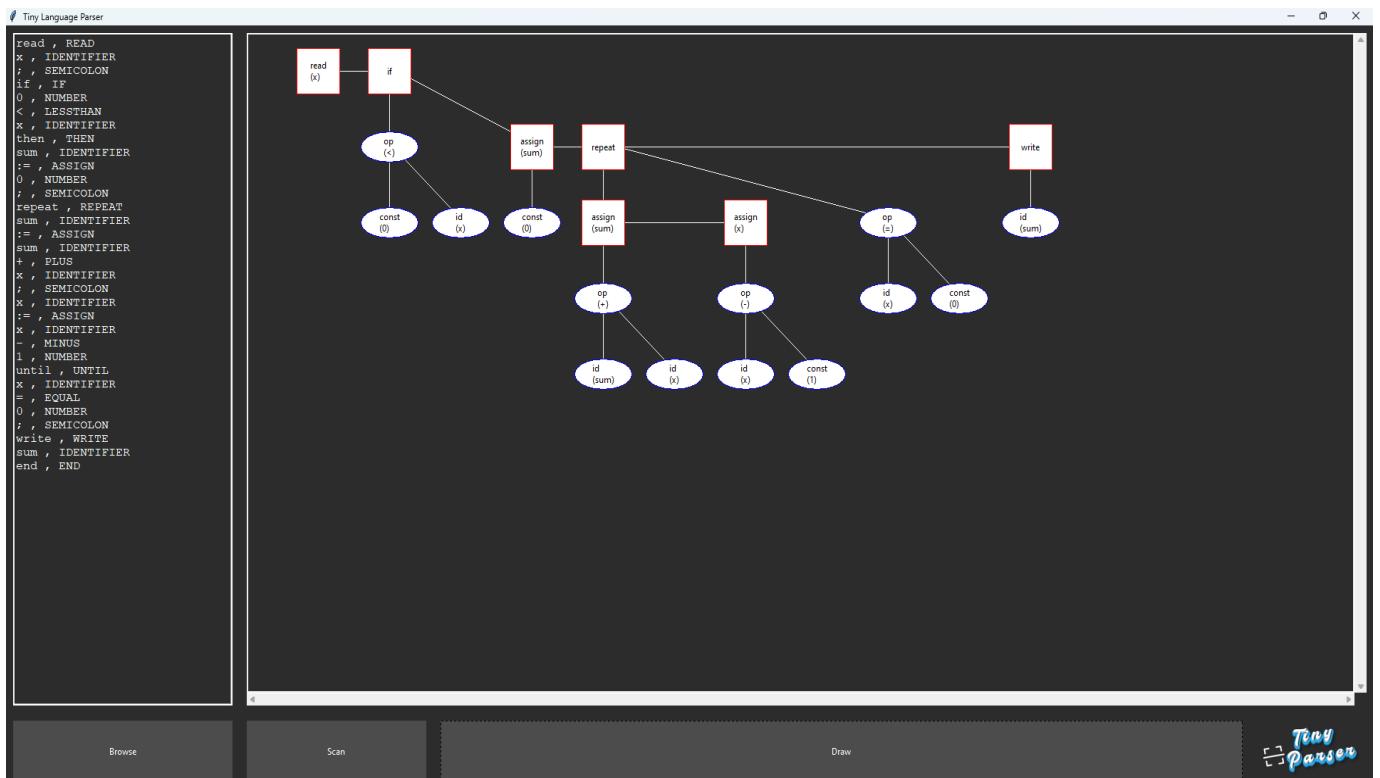 Tiny Language Parser
read , READ
x , IDENTIFIER
; , SEMICOLON
if , IF
0 , NUMBER
< , LESSTHAN
x , IDENTIFIER
then , THEN
sum , IDENTIFIER
:= , ASSIGN
0 , NUMBER
; , SEMICOLON
repeat , REPEAT
sum , IDENTIFIER
:= , ASSIGN
sum , IDENTIFIER
+ , PLUS
x , IDENTIFIER
; , SEMICOLON
x , IDENTIFIER
:= , ASSIGN
x , IDENTIFIER
- , MINUS
1 , NUMBER
until , UNTIL
x , IDENTIFIER
= , EQUAL
0 , NUMBER
; , SEMICOLON
write , WRITE
sum , IDENTIFIER
end , END
read
(x)
if
op
(<)
assign
(sum)
repeat
write
const
(0)
id
(x)
const
(0)
assign
(sum)
assign
(x)
op
(=)
id
(sum)
op
(+)
op
(-)
id
(x)
const
(0)
id
(sum)
id
(x)
id
(x)
const
(1)
Browse
Scan
Draw
Tiny
Parser